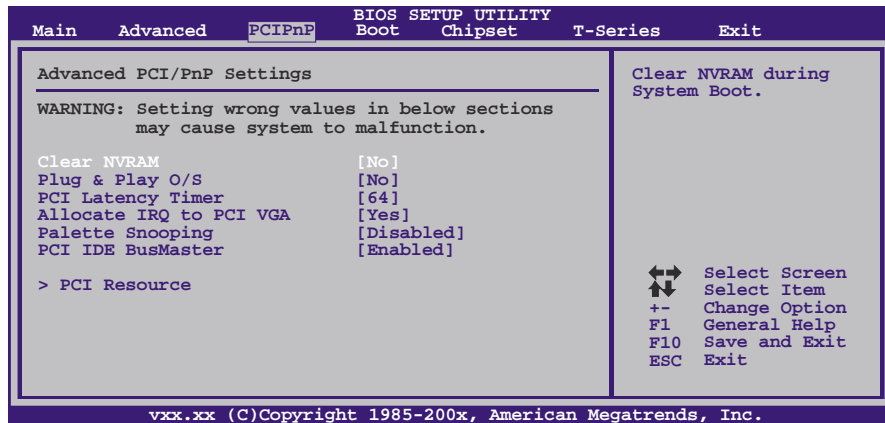 BIOS SETUP UTILITY
Main Advanced PCIPnP Boot Chipset T-Series Exit
Advanced PCI/PnP Settings
WARNING: Setting wrong values in below sections
may cause system to malfunction.
Clear NVRAM [No]
Plug & Play O/S [No]
PCI Latency Timer [64]
Allocate IRQ to PCI VGA [Yes]
Palette Snooping [Disabled]
PCI IDE BusMaster [Enabled]
> PCI Resource
Clear NVRAM during
System Boot.
Select Screen
Select Item
+- Change Option
F1 General Help
F10 Save and Exit
ESC Exit
vxx.xx (C)Copyright 1985-200x, American Megatrends, Inc.